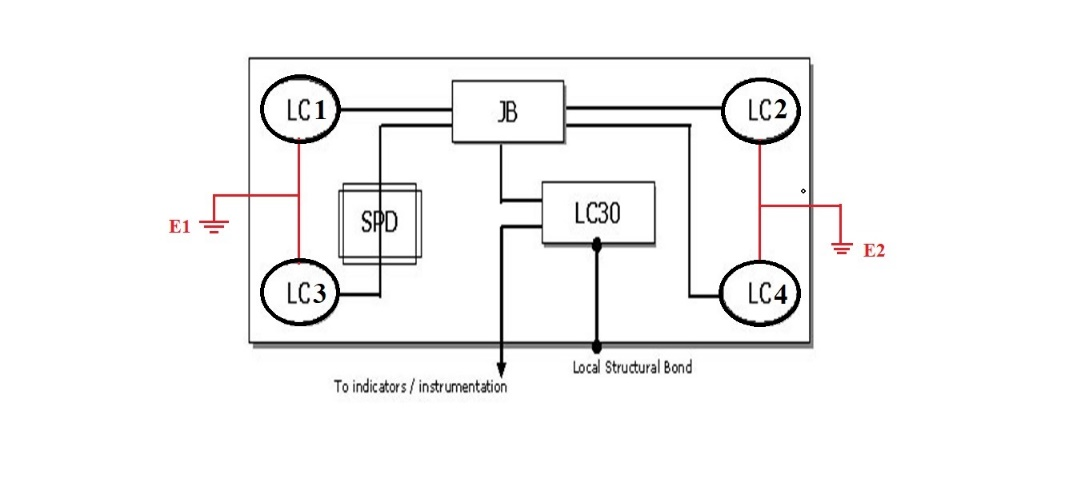 LC1
JB
LC2
SPD
LC30
E1
E2
LC3
LC4
Local Structural Bond
To indicators / instrumentation